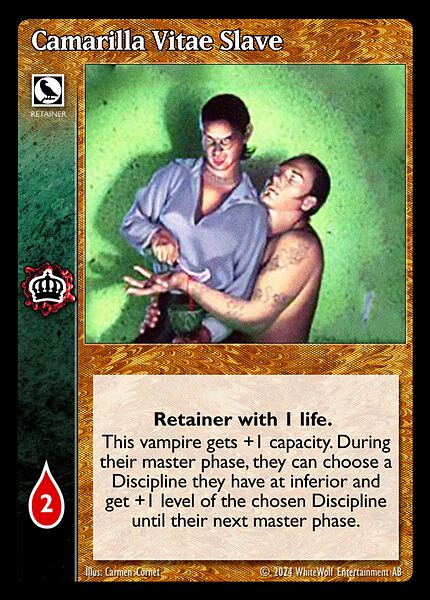 Camarilla Vitae Slave
RETAINER
Retainer with 1 life.
This vampire gets +1 capacity. During
their master phase, they can choose a
Discipline they have at inferior and
get +1 level of the chosen Discipline
until their next master phase.
2
Illus: Carmen Cornet
© 2024 WhiteWolf Entertainment AB